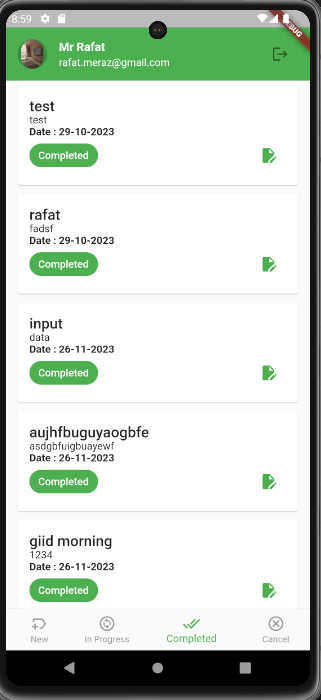 8:59
DEBUG
Mr Rafat
rafat.meraz@gmail.com
test
test
Date : 29-10-2023
Completed
rafat
fadsf
Date : 29-10-2023
Completed
input
data
Date : 26-11-2023
Completed
aujhfbuguyaogbfe
asdgbfuigbuayewf
Date : 26-11-2023
Completed
giid morning
1234
Date : 26-11-2023
Completed
New
In Progress
Completed
Cancel